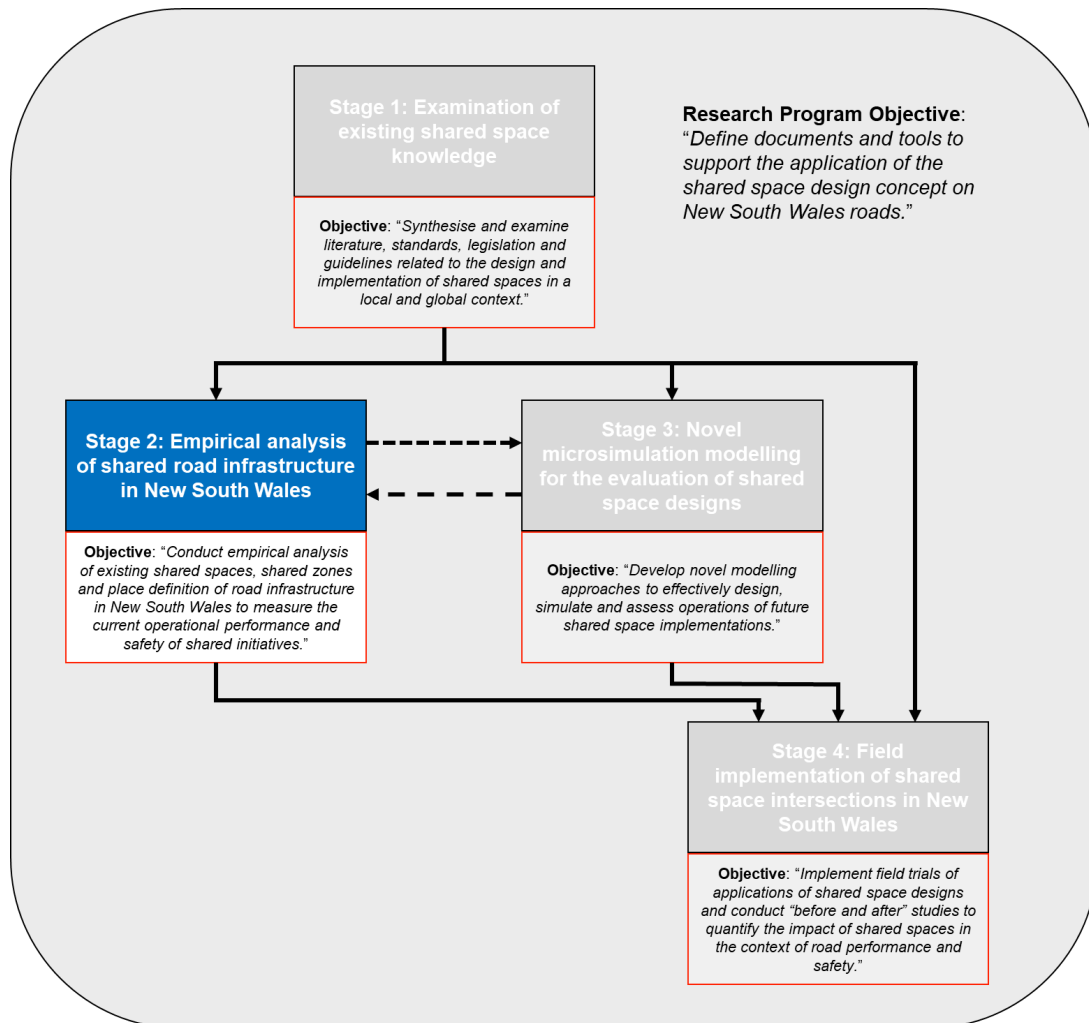 Stage 1: Examination of
existing shared space
knowledge
Objective: “Synthesise and examine
literature, standards, legislation and
guidelines related to the design and
implementation of shared spaces in a
local and global context.”
Research Program Objective:
“Define documents and tools to
support the application of the
shared space design concept on
New South Wales roads.”
Stage 2: Empirical analysis
of shared road infrastructure
in New South Wales
Objective: “Conduct empirical analysis
of existing shared spaces, shared zones
and place definition of road infrastructure
in New South Wales to measure the
current operational performance and
safety of shared initiatives.”
Stage 3: Novel
microsimulation modelling
for the evaluation of shared
space designs
Objective: “Develop novel modelling
approaches to effectively design,
simulate and assess operations of future
shared space implementations.”
Stage 4: Field
implementation of shared
space intersections in New
South Wales
Objective: “Implement field trials of
applications of shared space designs
and conduct “before and after” studies to
quantify the impact of shared spaces in
the context of road performance and
safety.”